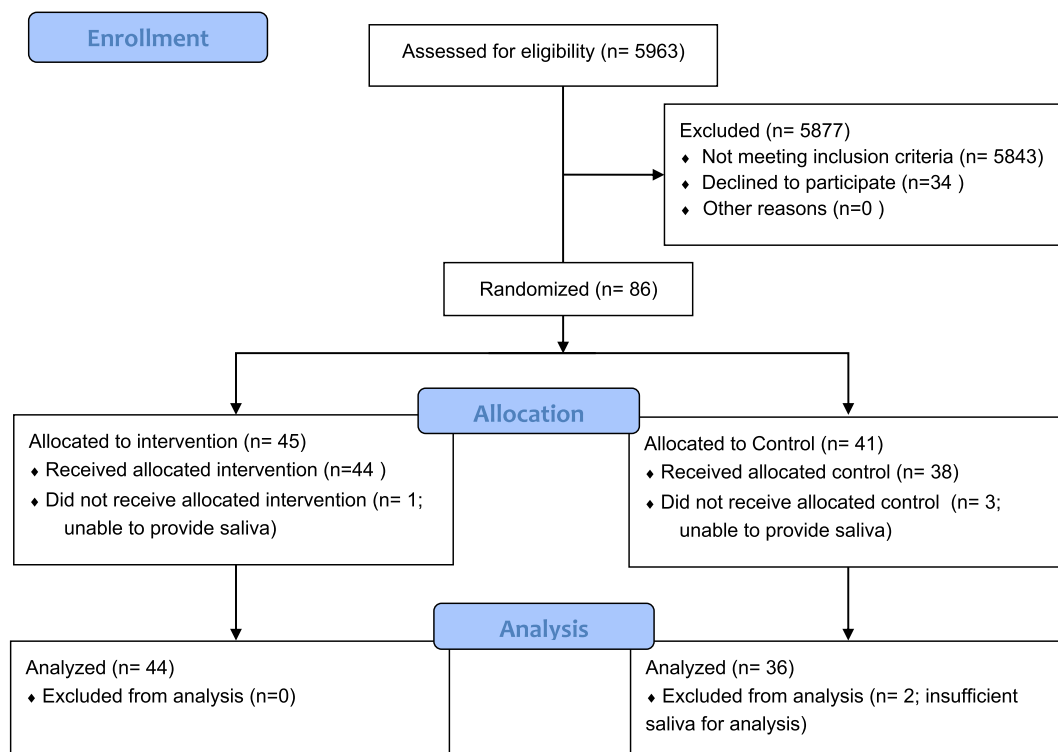 Enrollment
Assessed for eligibility (n= 5963)
Excluded (n= 5877)
♦ Not meeting inclusion criteria (n= 5843)
♦ Declined to participate (n=34 )
♦ Other reasons (n=0 )
Randomized (n= 86)
Allocation
Allocated to intervention (n= 45)
♦ Received allocated intervention (n=44 )
♦ Did not receive allocated intervention (n= 1;
unable to provide saliva)
Allocated to Control (n= 41)
♦ Received allocated control (n= 38)
♦ Did not receive allocated control  (n= 3;
unable to provide saliva)
Analysis
Analyzed (n= 44)
♦ Excluded from analysis (n=0)
Analyzed (n= 36)
♦ Excluded from analysis (n= 2; insufficient
saliva for analysis)